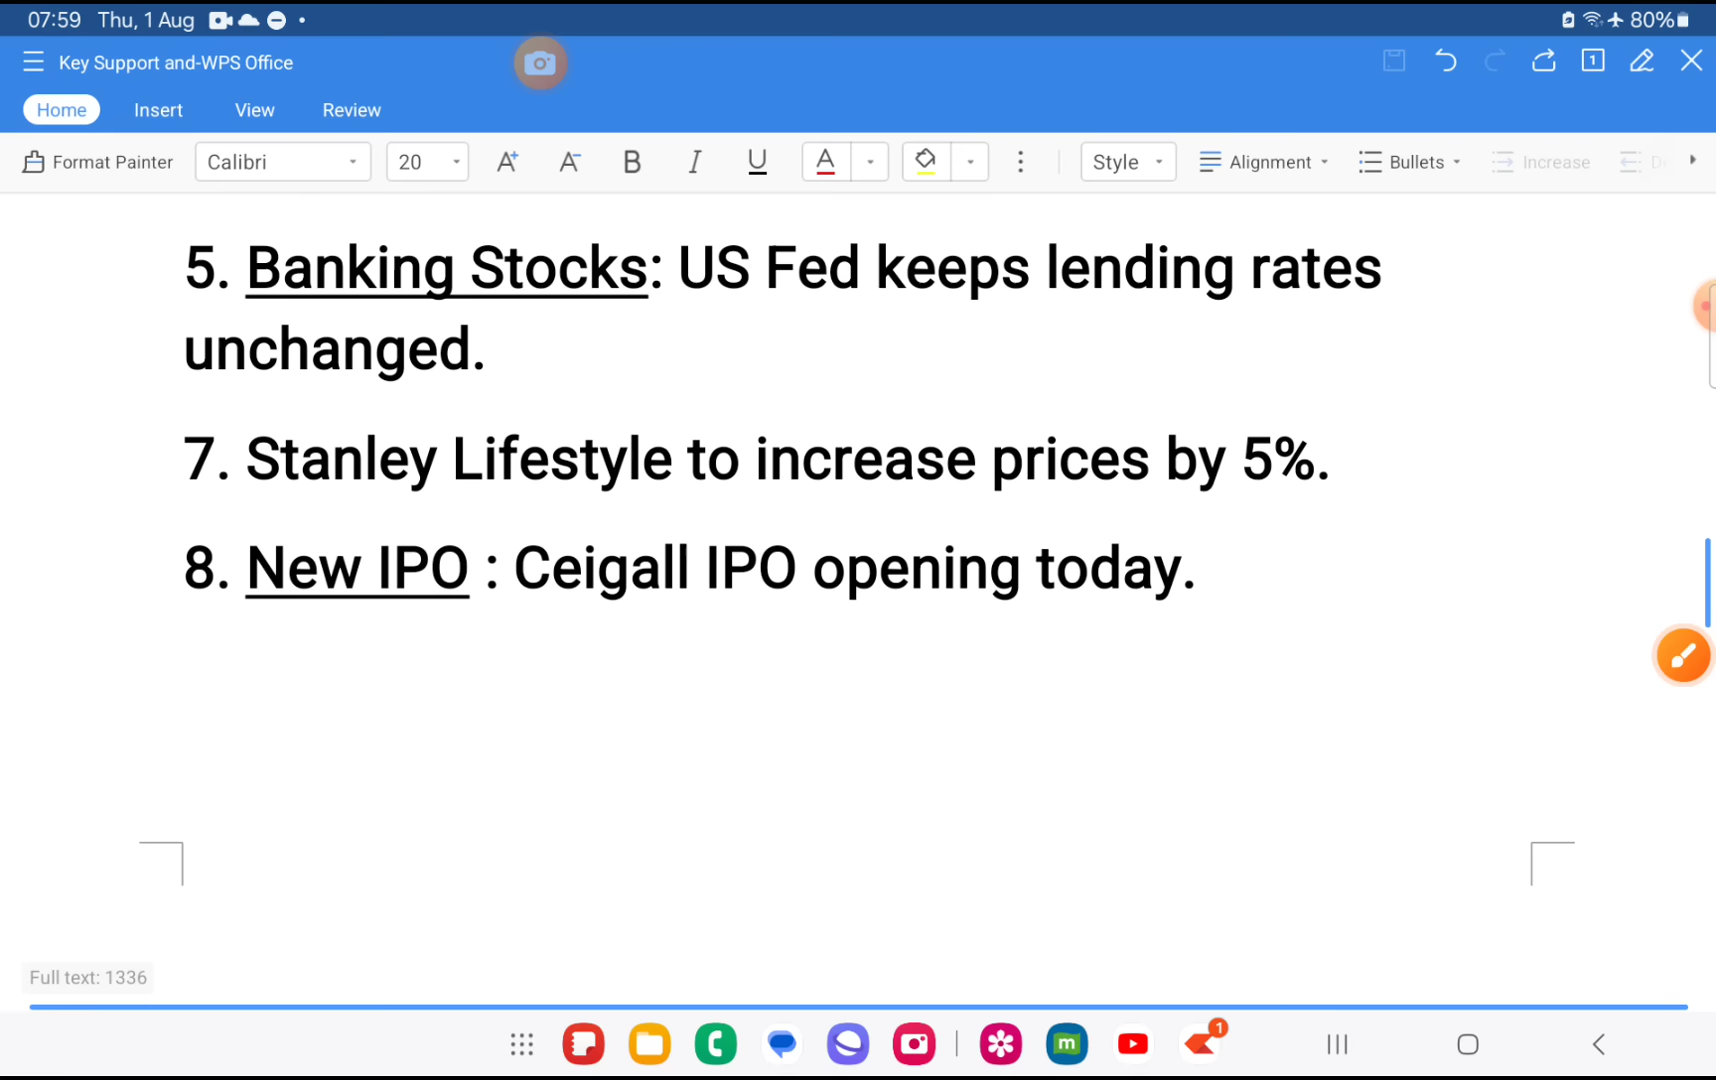 07:59 Thu, 1 Aug
80%
Key Support and-WPS Office
1
Home Insert View Review
Format Painter Calibri 20 A+ A- B I U A Style Alignment Bullets Increase D
5. Banking Stocks: US Fed keeps lending rates
unchanged.
7. Stanley Lifestyle to increase prices by 5%.
8. New IPO : Ceigall IPO opening today.
Full text: 1336
m
1